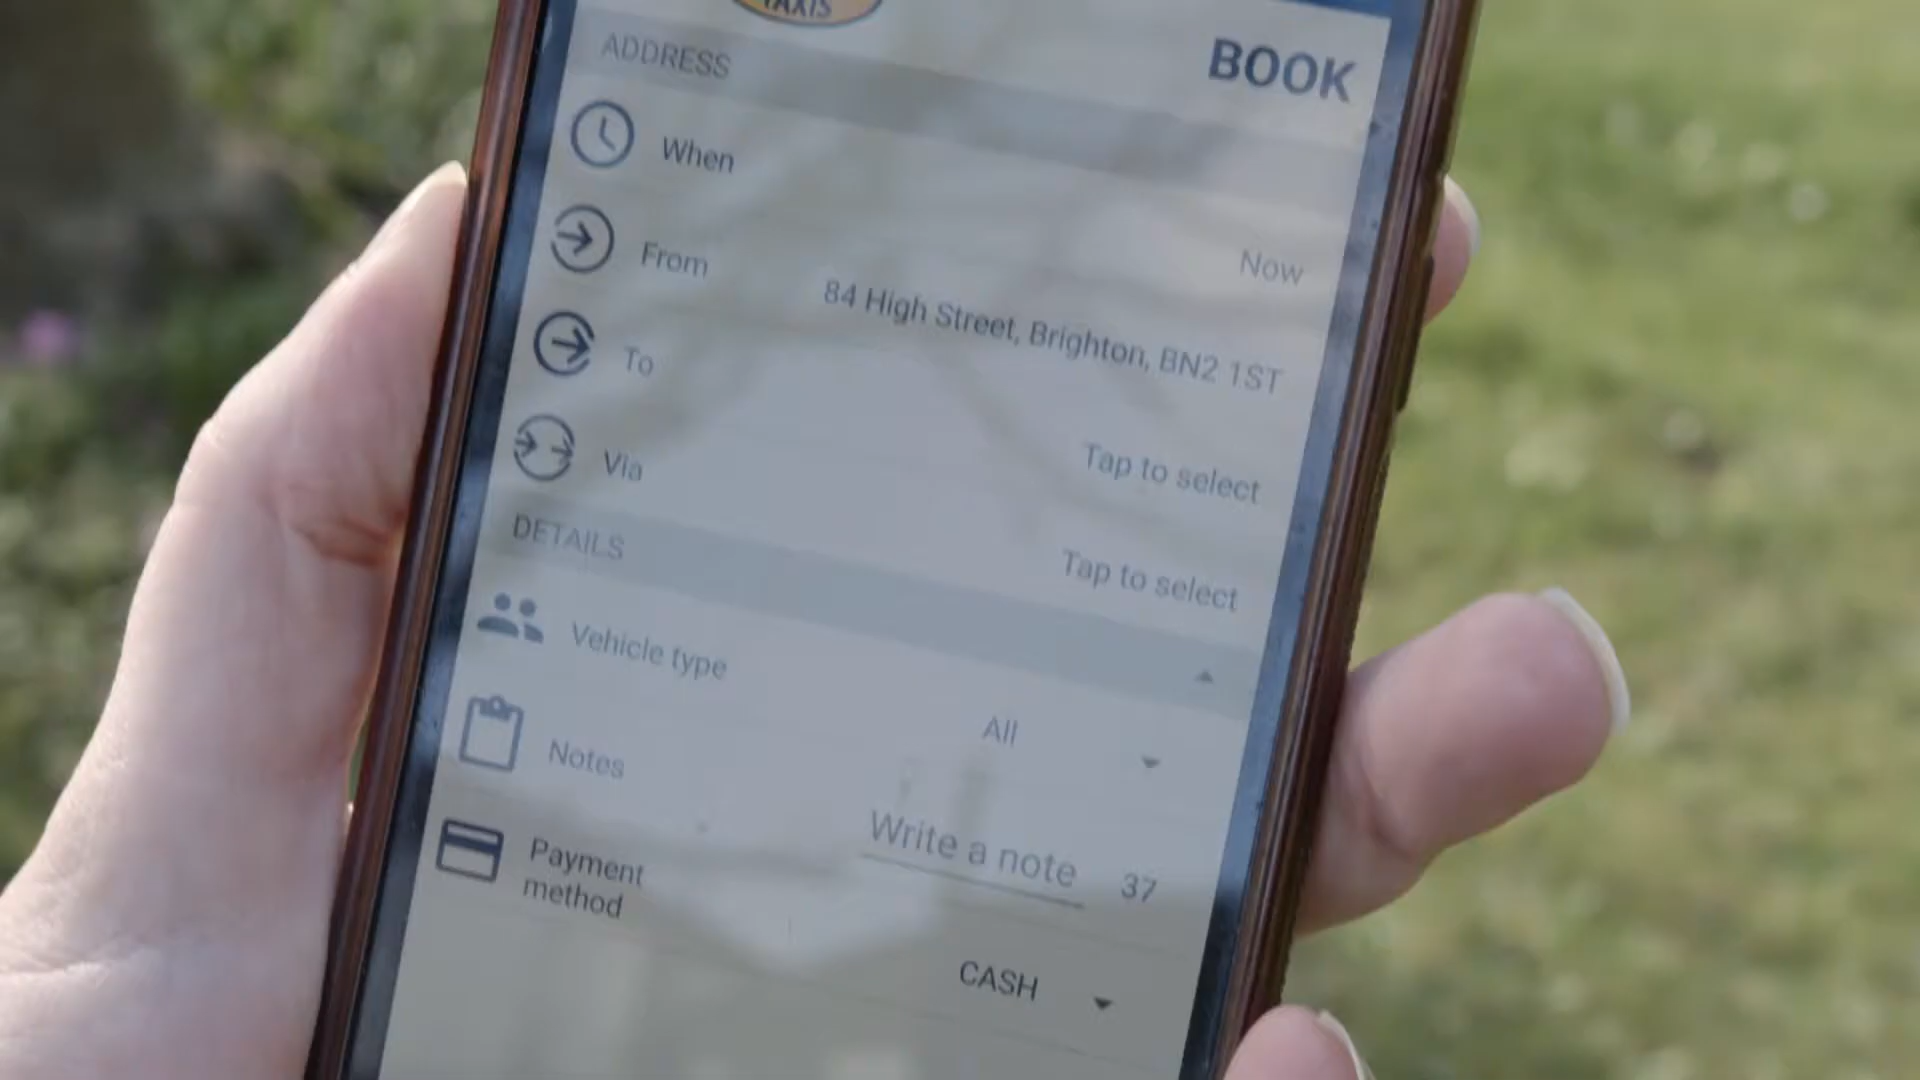 TAXIS
BOOK
ADDRESS
When
Now
From
84 High Street, Brighton, BN2 1ST
To
Tap to select
Via
Tap to select
DETAILS
Vehicle type
All
Notes
Write a note 37
Payment
method
CASH